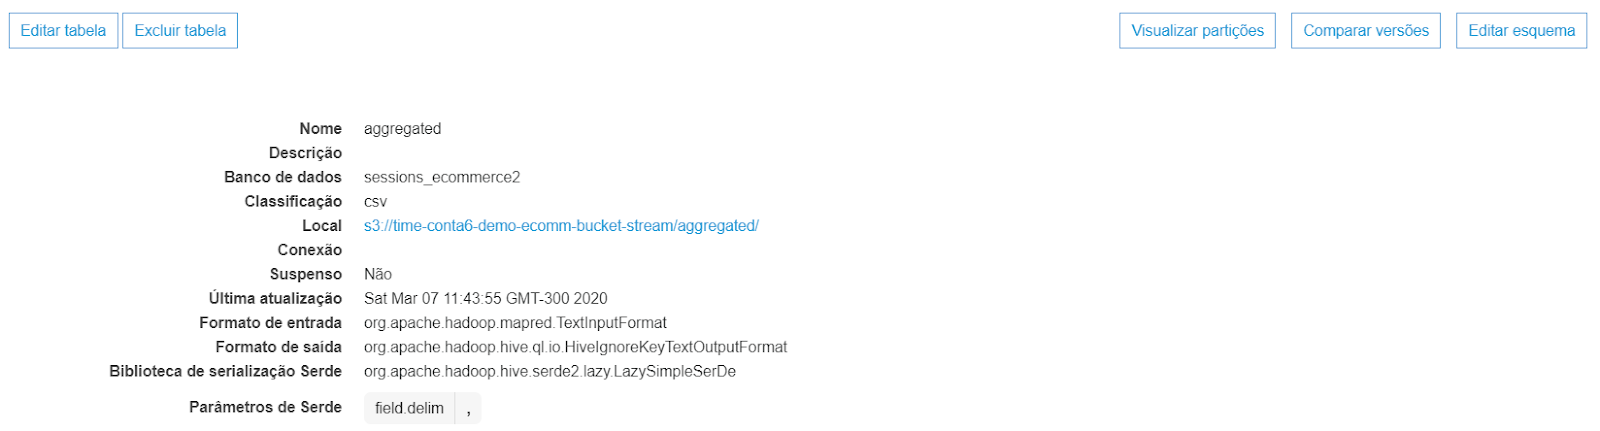 Editar tabela Excluir tabela Visualizar partições Comparar versões Editar esquema
Nome aggregated
Descrição
Banco de dados sessions_ecommerce2
Classificação csv
Local s3://time-conta6-demo-ecomm-bucket-stream/aggregated/
Conexão
Suspenso Não
Última atualização Sat Mar 07 11:43:55 GMT-300 2020
Formato de entrada org.apache.hadoop.mapred.TextInputFormat
Formato de saída org.apache.hadoop.hive.ql.io.HiveIgnoreKeyTextOutputFormat
Biblioteca de serialização Serde org.apache.hadoop.hive.serde2.lazy.LazySimpleSerDe
Parâmetros de Serde field.delim ,